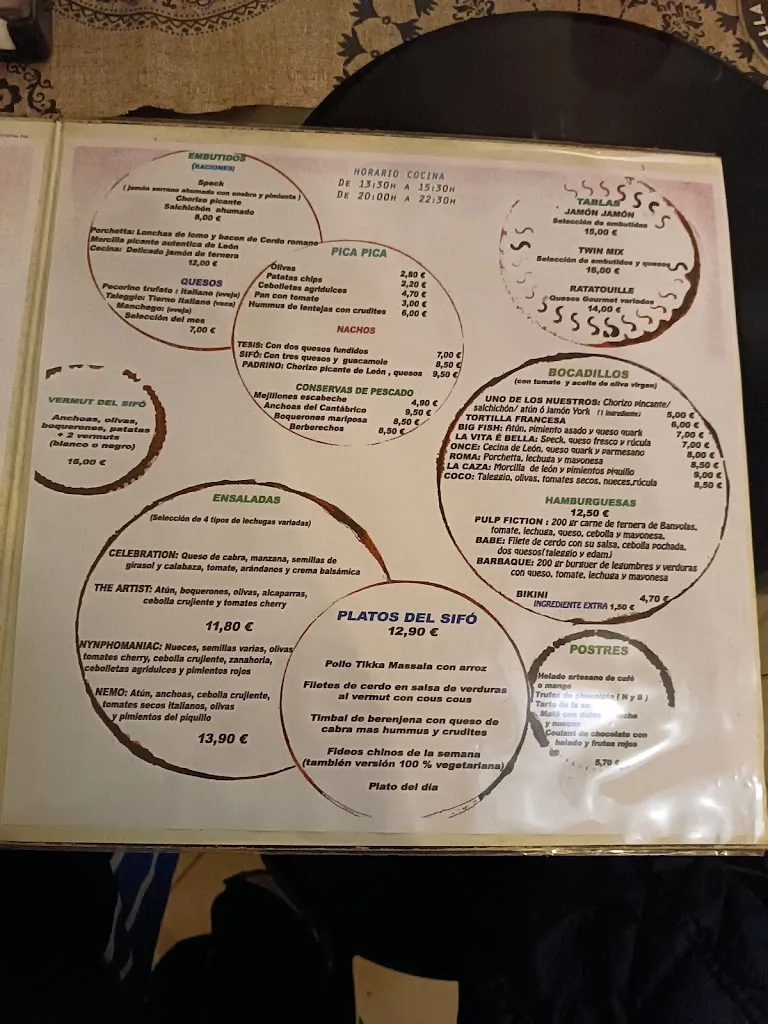 EMBUTIDOS
(RACIONES)
Speck
(Jamón serrano ahumado con enebro y pimienta)
Chorizo picante
Salchichón ahumado
8,00 €
Porchetta: Lonchas de lomo y bacon de Cerdo romano
Morcilla picante autentica de León
Cecina: Delicado Jamón de ternera
12,00 €
QUESOS
Pecorino trufato : italiano (oveja)
Taleggio: Tierno italiano (vaca)
Manchego: (oveja)
Selección del mes
7,00 €
HORARIO COCINA
DE 13:30H A 15:30H
DE 20:00H A 22:30H
PICA PICA
Olivas 2,80 €
Patatas chips 2,20 €
Cebolletas agridulces 4,70 €
Pan con tomate 3,00 €
Hummus de lentejas con crudites 6,00 €
NACHOS
TESIS: Con dos quesos fundidos 7,00 €
SIFÓ: Con tres quesos y guacamole 8,50 €
PADRINO: Chorizo picante de León , quesos 9,50 €
CONSERVAS DE PESCADO
Mejillones escabeche 4,90 €
Anchoas del Cantábrico 9,50 €
Boquerones mariposa 8,50 €
Berberechos 8,50 €
TABLAS
JAMÓN JAMÓN
Selección de embutidos
15,00 €
TWIN MIX
Selección de embutidos y quesos
16,00 €
RATATOUILLE
Quesos Gourmet variados
14,00 €
VERMUT DEL SIFÓ
Anchoas, olivas,
boquerones, patatas
+ 2 vermuts
(blanco o negro)
16,00 €
BOCADILLOS
(con tomate y aceite de oliva virgen)
UNO DE LOS NUESTROS: Chorizo pincante/
salchichón/ atún ó Jamón York (1 ingrediente) 5,00 €
TORTILLA FRANCESA 6,00 €
BIG FISH: Atún, pimiento asado y queso quark 7,00 €
LA VITA É BELLA: Speck, queso fresco y rúcula 7,00 €
ONCE: Cecina de León, queso quark y parmesano 8,00 €
ROMA: Porchetta, lechuga y mayonesa 8,50 €
LA CAZA: Morcilla de león y pimientos piquillo 9,00 €
COCO: Taleggio, olivas, tomates secos, nueces,rúcula 8,50 €
HAMBURGUESAS
12,50 €
PULP FICTION : 200 gr carne de ternera de Banyolas,
tomate, lechuga, queso, cebolla y mayonesa.
BABE: Filete de cerdo con su salsa, cebolla pochada,
dos quesos(taleggio y edam)
BARBAQUE: 200 gr burguer de legumbres y verduras
con queso, tomate, lechuga y mayonesa
BIKINI 4,70 €
INGREDIENTE EXTRA 1,50 €
ENSALADAS
(Selección de 4 tipos de lechugas variadas)
CELEBRATION: Queso de cabra, manzana, semillas de
girasol y calabaza, tomate, arándanos y crema balsámica
THE ARTIST: Atún, boquerones, olivas, alcaparras,
cebolla crujiente y tomates cherry
11,80 €
NYNPHOMANIAC: Nueces, semillas varias, olivas
tomates cherry, cebolla crujiente, zanahoria,
cebolletas agridulces y pimientos rojos
NEMO: Atún, anchoas, cebolla crujiente,
tomates secos italianos, olivas
y pimientos del piquillo
13,90 €
PLATOS DEL SIFÓ
12,90 €
Pollo Tikka Massala con arroz
Filetes de cerdo en salsa de verduras
al vermut con cous cous
Timbal de berenjena con queso de
cabra mas hummus y crudites
Fideos chinos de la semana
(también versión 100 % vegetariana)
Plato del día
POSTRES
Helado artesano de café
o mango
Trufas de chocolate ( N y B )
Tarta de la
Mató con
y nueces
Coulant de chocolate con
helado y frutos rojos
5,70 €